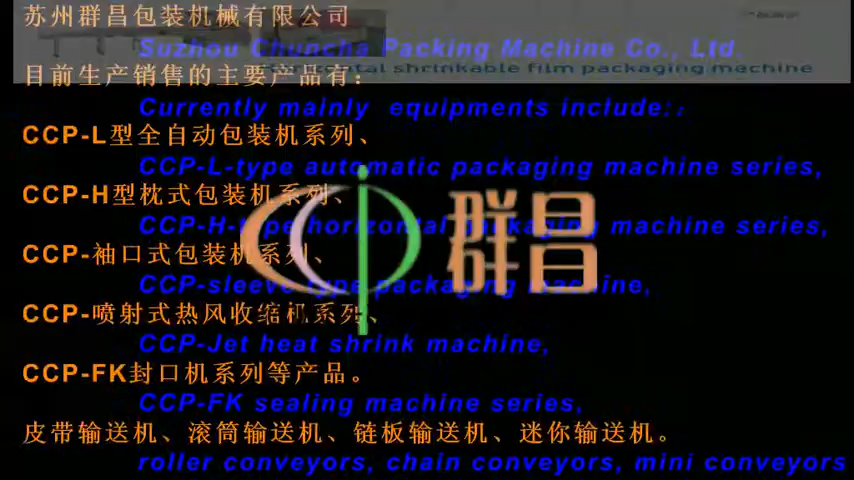 苏州群昌包装机械有限公司
Suzhou Chuncha Packing Machine Co., Ltd
shrinkable film packaging machine
目前生产销售的主要产品有：
Currently mainly equipments include:：
CCP-L型全自动包装机系列、
CCP-L-type automatic packaging machine series,
CCP-H型枕式包装机系列、
CCP-H-type horizontal packaging machine series,
群昌
CCP-袖口式包装机系列、
CCP-sleeve type packaging machine,
CCP-喷射式热风收缩机系列、
CCP-Jet heat shrink machine,
CCP-FK封口机系列等产品。
CCP-FK sealing machine series,
皮带输送机、滚筒输送机、链板输送机、迷你输送机。
roller conveyors, chain conveyors, mini conveyors